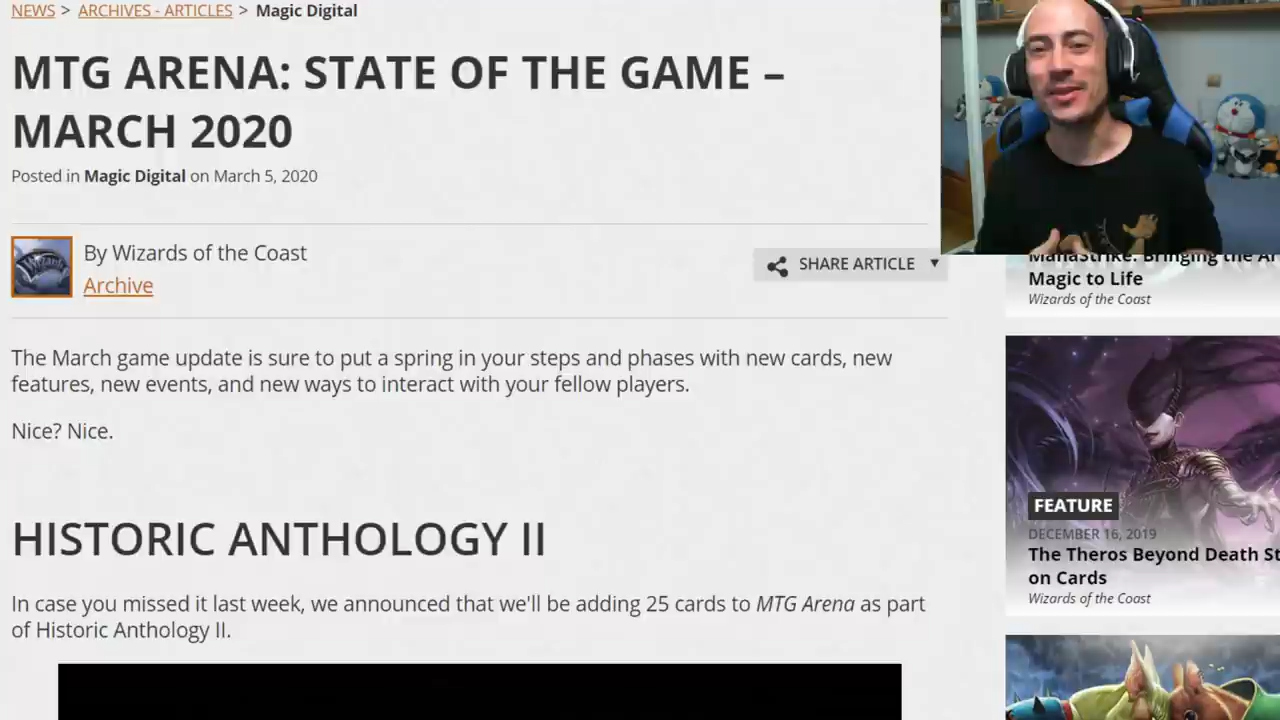 NEWS > ARCHIVES - ARTICLES > Magic Digital
MTG ARENA: STATE OF THE GAME –
MARCH 2020
Posted in Magic Digital on March 5, 2020
By Wizards of the Coast
Archive
SHARE ARTICLE
The March game update is sure to put a spring in your steps and phases with new cards, new
features, new events, and new ways to interact with your fellow players.
Nice? Nice.
HISTORIC ANTHOLOGY II
In case you missed it last week, we announced that we'll be adding 25 cards to MTG Arena as part
of Historic Anthology II.
ManaStrike: Bringing the
Magic to Life
Wizards of the Coast
FEATURE
DECEMBER 16, 2019
The Theros Beyond Death
on Cards
Wizards of the Coast